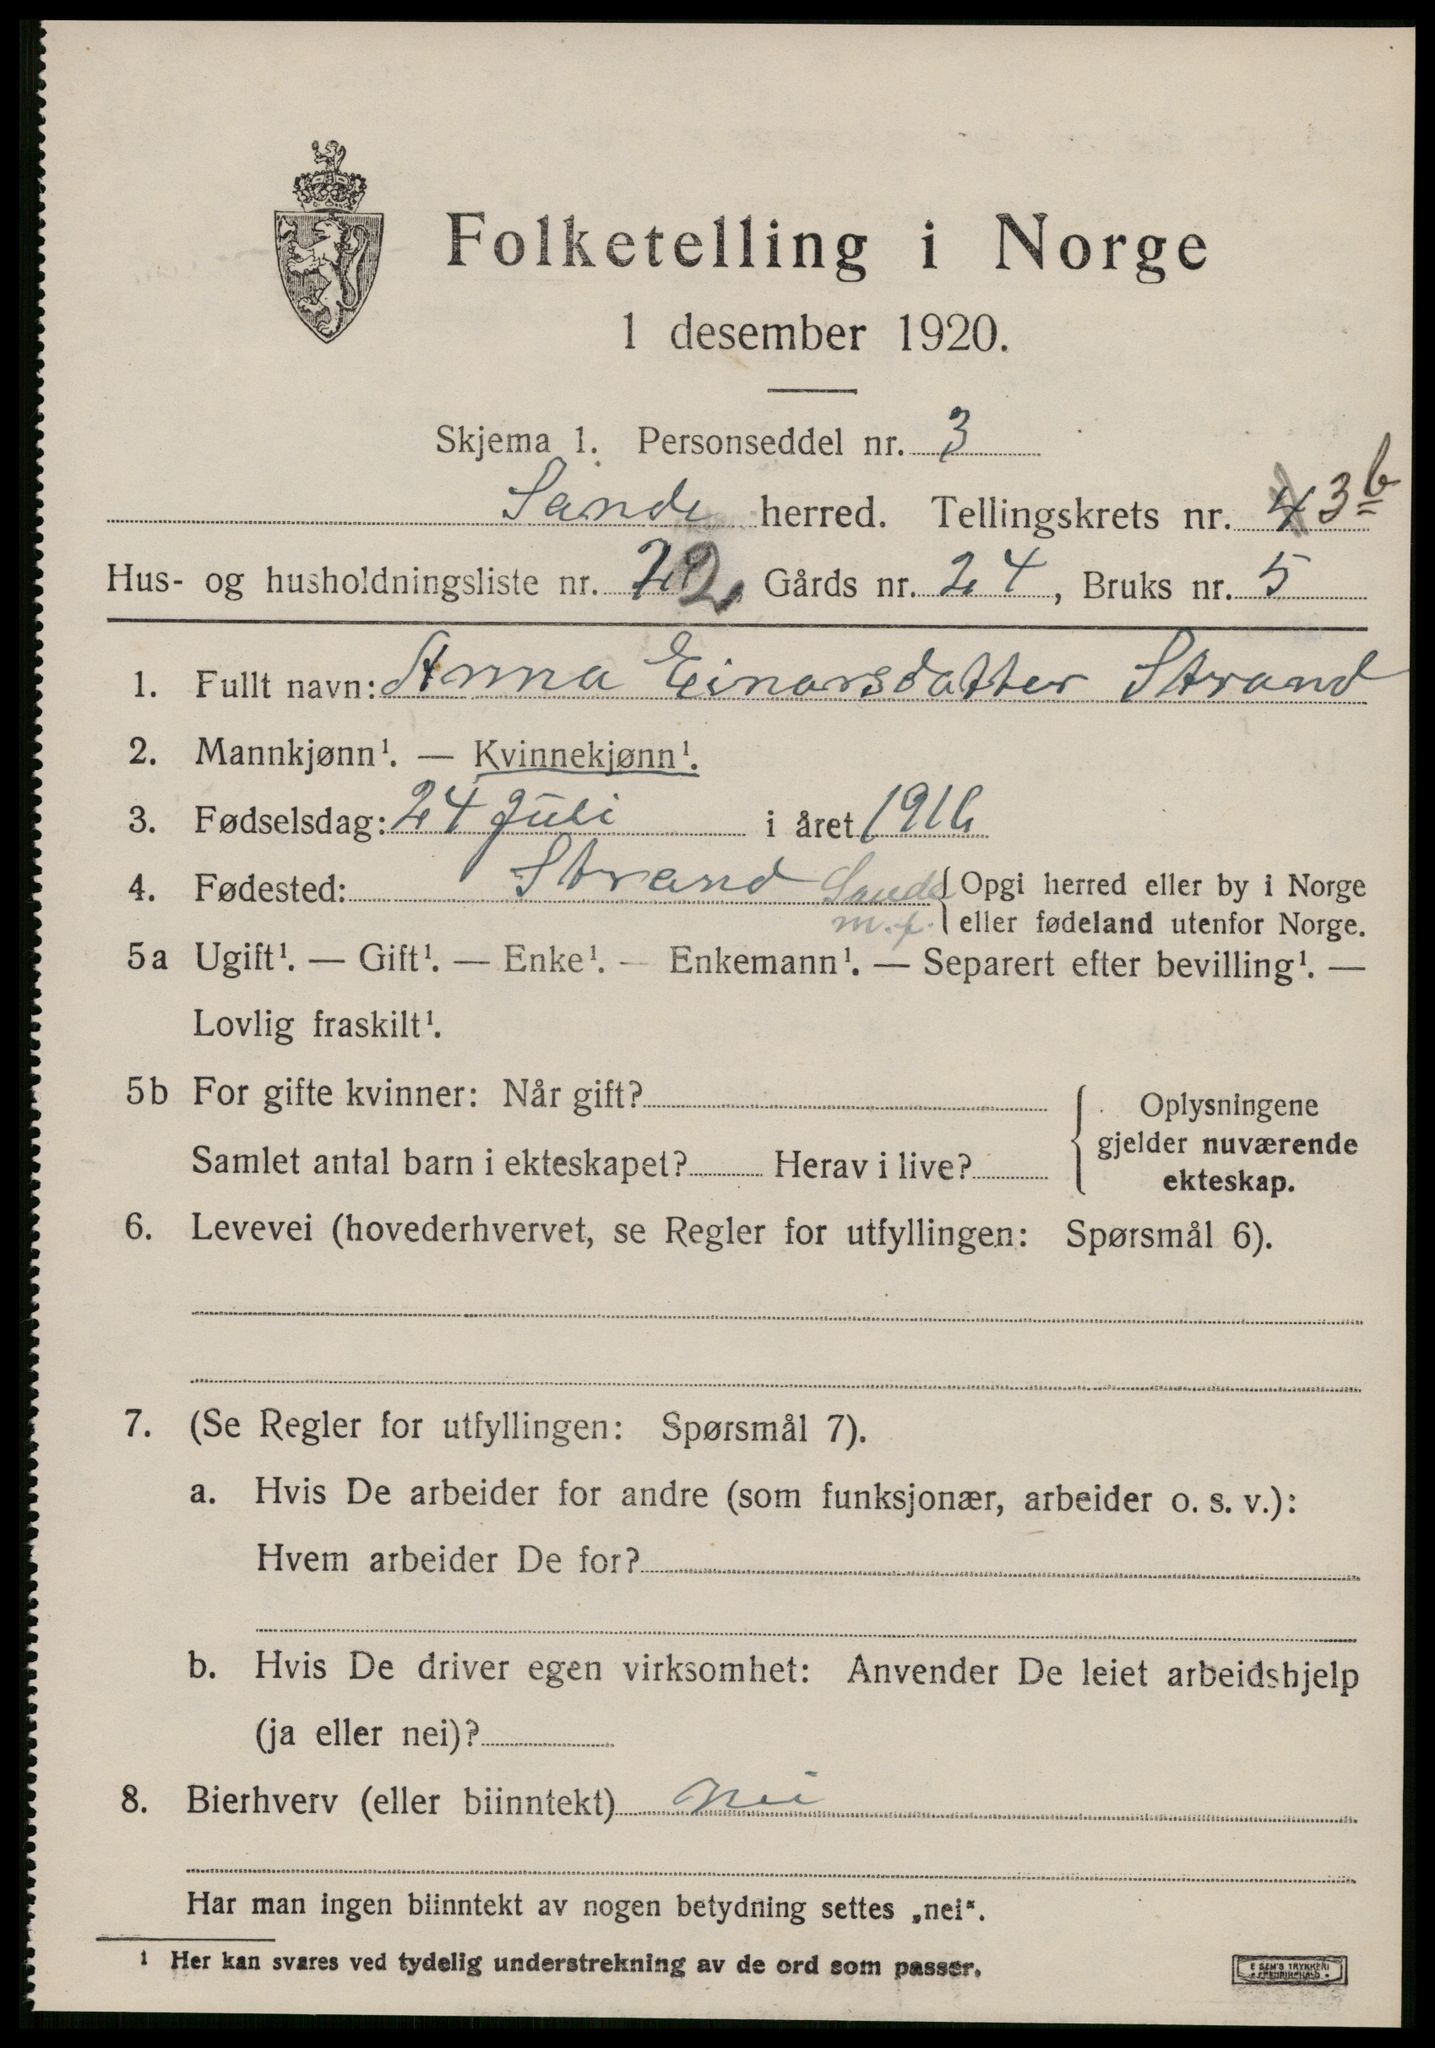 Folketelling i Norge
1 desember 1920.
Skjema 1. Personseddel nr. 3
Sande herred. Tellingskrets nr. 4 3b
Hus- og husholdningsliste nr. 22 Gårds nr. 24, Bruks nr. 5
1. Fullt navn: Anna Einarsdatter Strand
2. Mannkjønn¹. — Kvinnekjønn¹.
3. Fødselsdag: 24 Juli i året 1916
4. Fødested: Strand Sande { Opgi herred eller by i Norge
m.f. eller fødeland utenfor Norge.
5a Ugift¹. — Gift¹. — Enke¹. — Enkemann¹. — Separert efter bevilling¹. —
Lovlig fraskilt¹.
5b For gifte kvinner: Når gift?
Samlet antal barn i ekteskapet? Herav i live?
Oplysningene
gjelder nuværende
ekteskap.
6. Levevei (hovederhvervet, se Regler for utfyllingen: Spørsmål 6).
7. (Se Regler for utfyllingen: Spørsmål 7).
a. Hvis De arbeider for andre (som funksjonær, arbeider o. s. v.):
Hvem arbeider De for?
b. Hvis De driver egen virksomhet: Anvender De leiet arbeidshjelp
(ja eller nei)?
8. Bierhverv (eller biinntekt) Nei
Har man ingen biinntekt av nogen betydning settes „nei“.
¹ Her kan svares ved tydelig understrekning av de ord som passer.